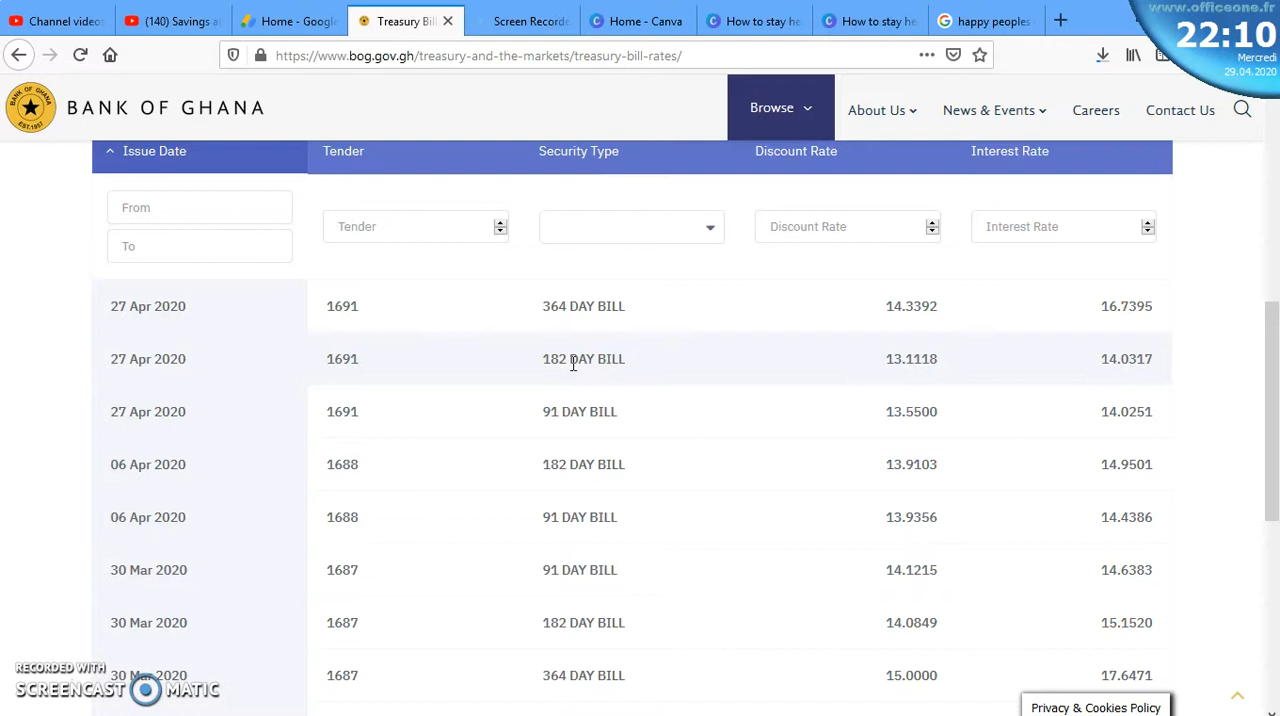 Channel videos
(140) Savings a
Home - Google
Treasury Bil
Screen Recorde
Home - Canva
How to stay he
How to stay he
happy peoples
www.officeone.fr
22:10
Mercredi
29.04.2020
https://www.bog.gov.gh/treasury-and-the-markets/treasury-bill-rates/
BANK OF GHANA
EST. 1957
Browse
About Us
News & Events
Careers
Contact Us
Issue Date Tender Security Type Discount Rate Interest Rate
From
To
Tender
Discount Rate
Interest Rate
27 Apr 2020 1691 364 DAY BILL 14.3392 16.7395
27 Apr 2020 1691 182 DAY BILL 13.1118 14.0317
27 Apr 2020 1691 91 DAY BILL 13.5500 14.0251
06 Apr 2020 1688 182 DAY BILL 13.9103 14.9501
06 Apr 2020 1688 91 DAY BILL 13.9356 14.4386
30 Mar 2020 1687 91 DAY BILL 14.1215 14.6383
30 Mar 2020 1687 182 DAY BILL 14.0849 15.1520
30 Mar 2020 1687 364 DAY BILL 15.0000 17.6471
RECORDED WITH
SCREENCAST MATIC
Privacy & Cookies Policy